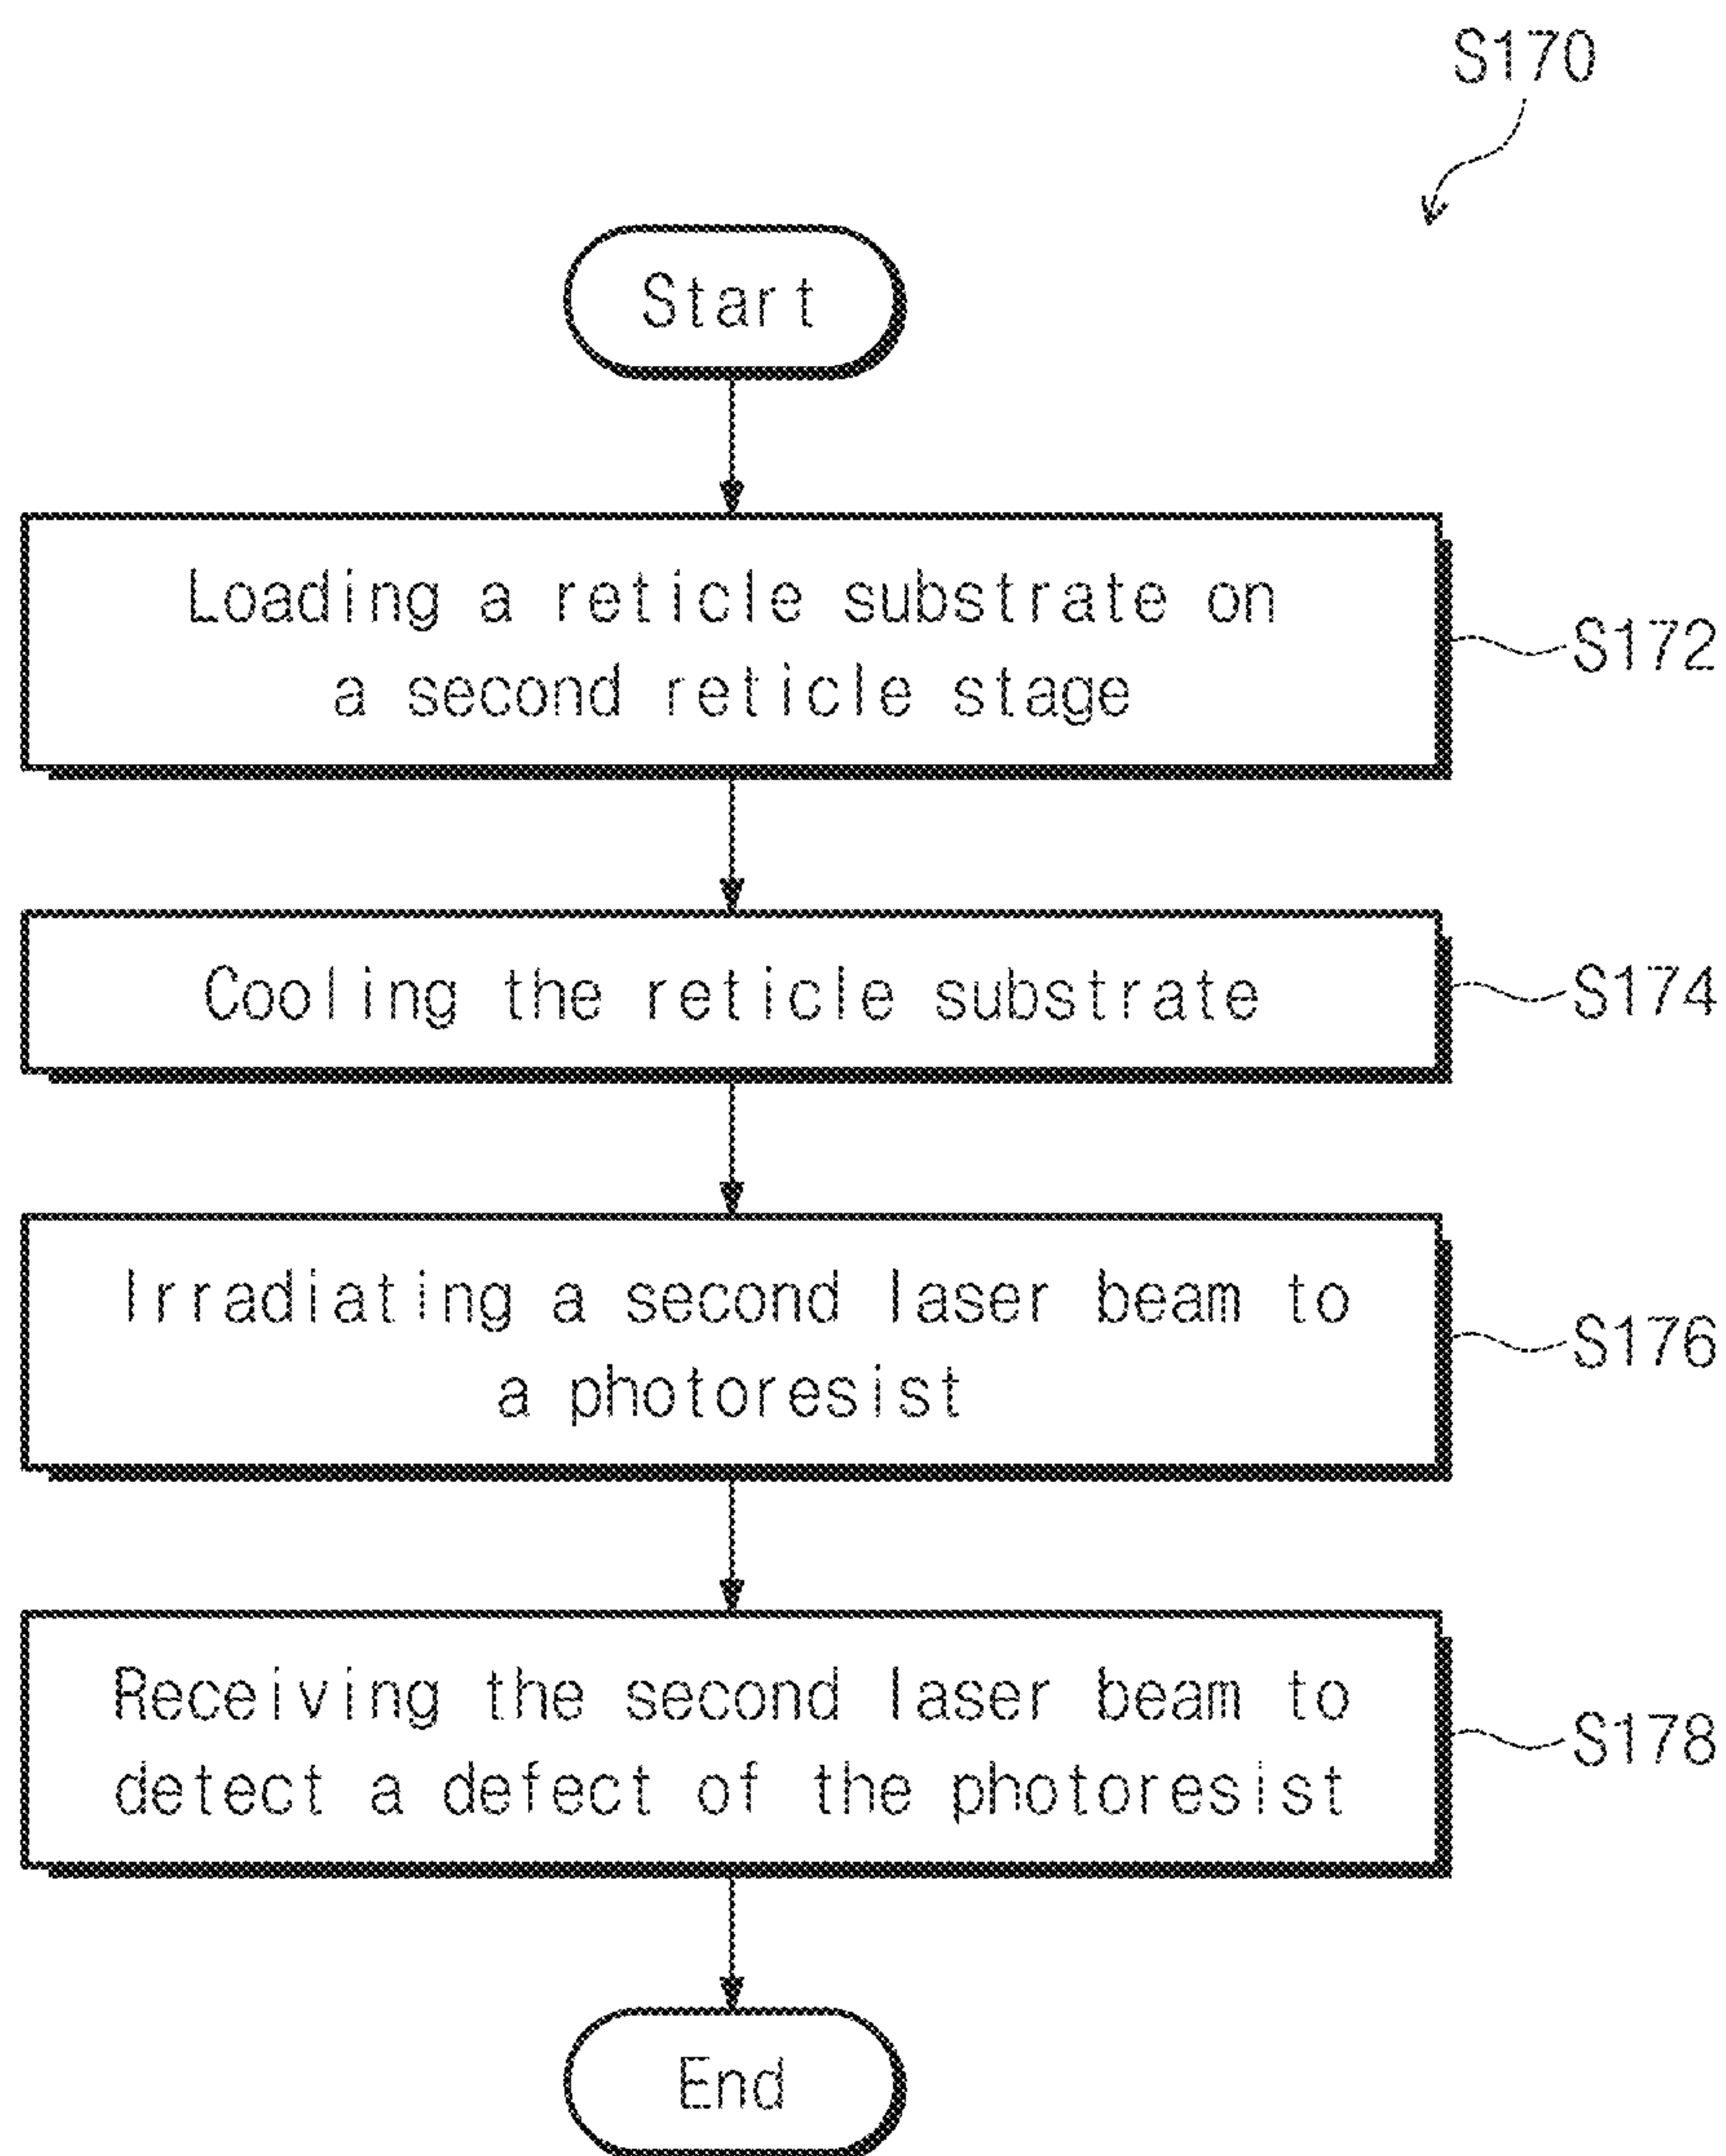 S170
Start
Loading a reticle substrate on
a second reticle stage
S172
Cooling the reticle substrate
S174
Irradiating a second laser beam to
a photoresist
S176
Receiving the second laser beam to
detect a defect of the photoresist
S178
End